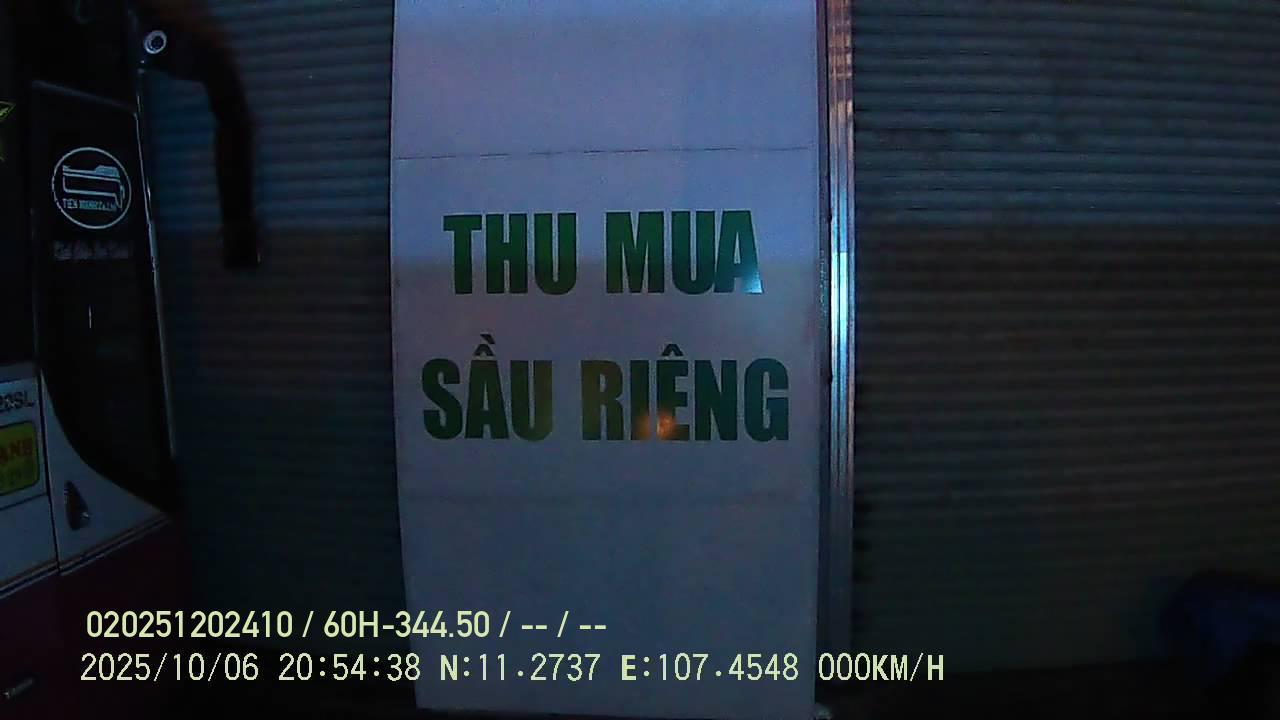 THU MUA
SẦU RIÊNG
020251202410 / 60H-344.50 / -- / --
2025/10/06 20:54:38 N:11.2737 E:107.4548 000KM/H